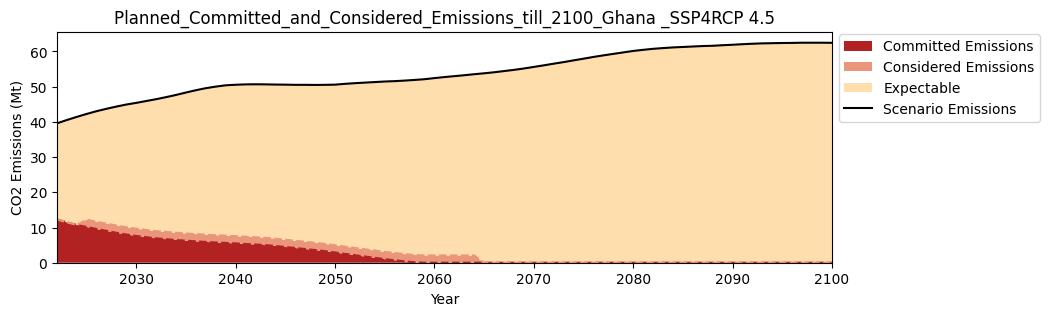 Planned_Committed_and_Considered_Emissions_till_2100_Ghana _SSP4RCP 4.5
CO2 Emissions (Mt)
60
50
40
30
20
10
0
2030
2040
2050
2060
2070
2080
2090
2100
Year
Committed Emissions
Considered Emissions
Expectable
Scenario Emissions